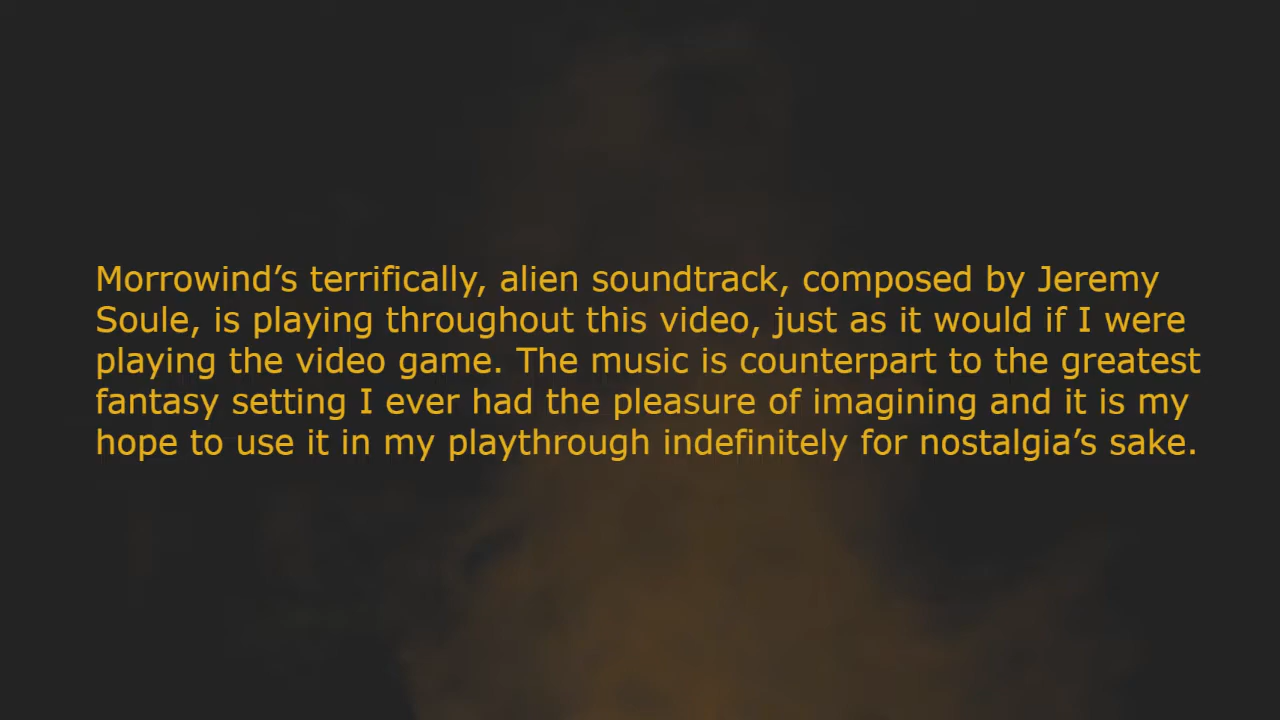 Morrowind’s terrifically, alien soundtrack, composed by Jeremy
Soule, is playing throughout this video, just as it would if I were
playing the video game. The music is counterpart to the greatest
fantasy setting I ever had the pleasure of imagining and it is my
hope to use it in my playthrough indefinitely for nostalgia’s sake.